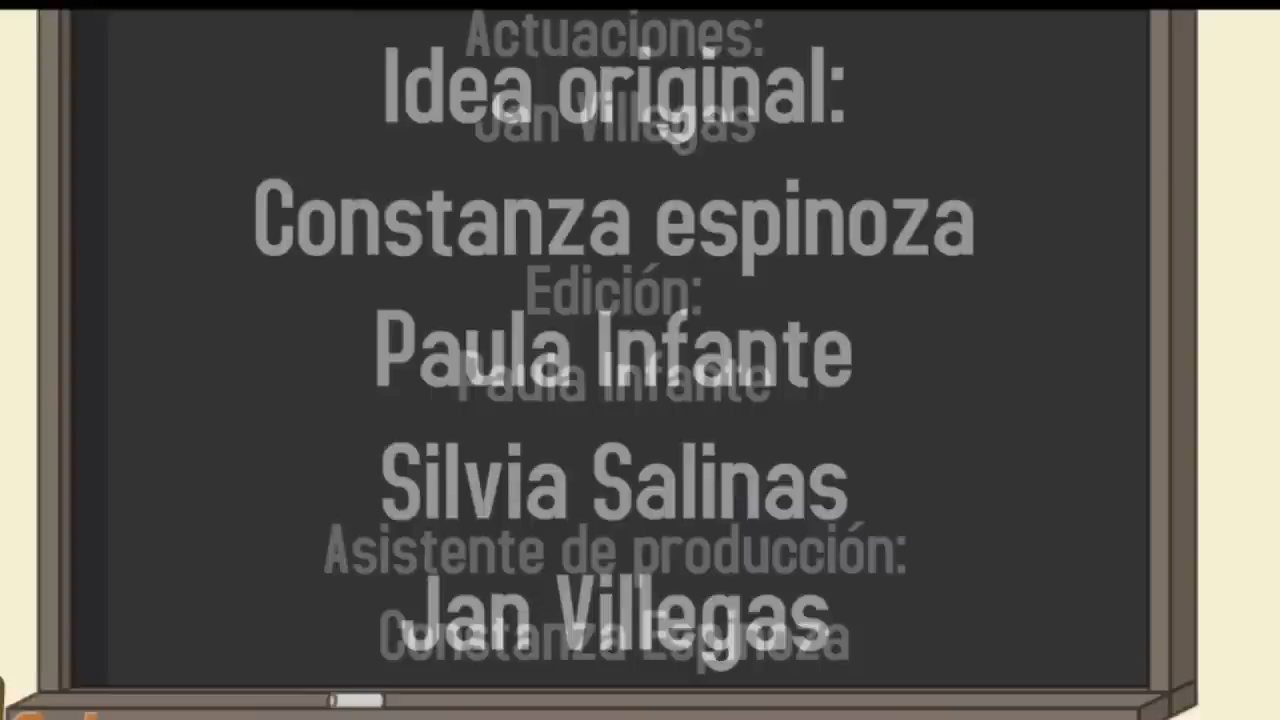 Actuaciones:
Idea original:
Jan Villegas
Constanza espinoza
Edición:
Paula Infante
Paula Infante
Silvia Salinas
Asistente de producción:
Jan Villegas
Constanza Espinoza